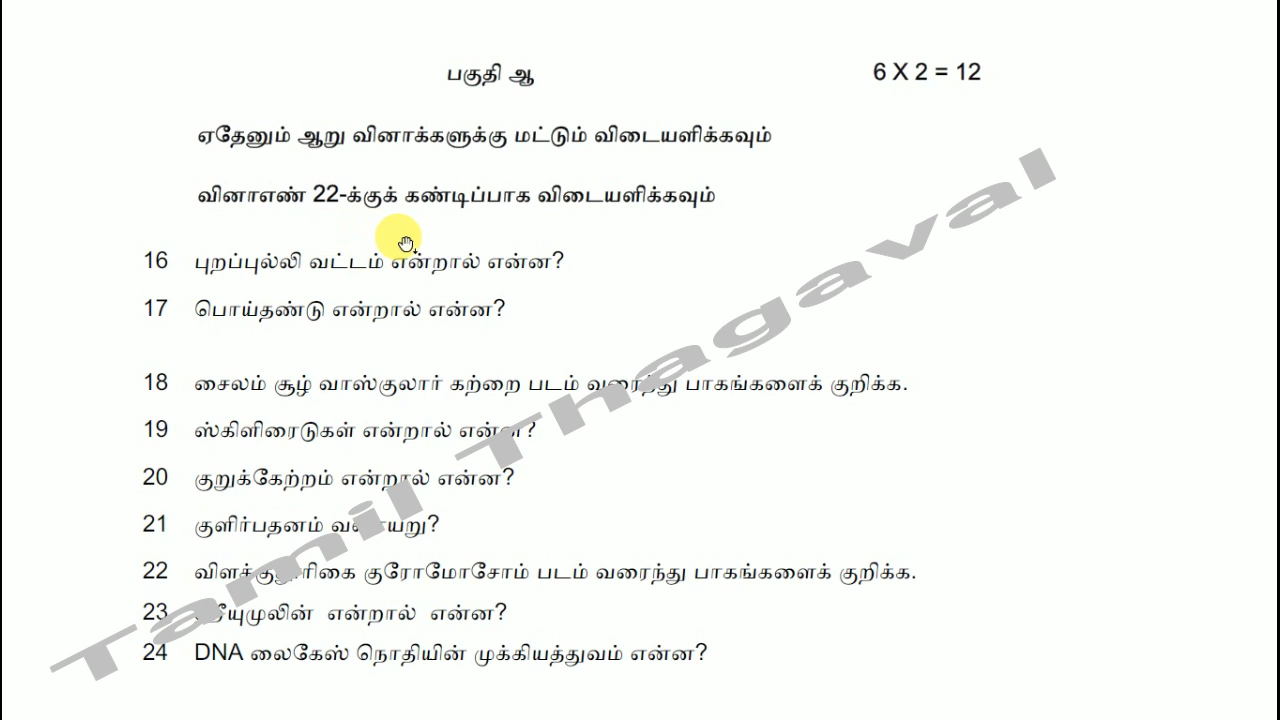 பகுதி ஆ 6 X 2 = 12
ஏதேனும் ஆறு வினாக்களுக்கு மட்டும் விடையளிக்கவும்
வினாஎண் 22-க்குக் கண்டிப்பாக விடையளிக்கவும்
16 புறப்புல்லி வட்டம் என்றால் என்ன?
17 பொய்தண்டு என்றால் என்ன?
18 சைலம் சூழ் வாஸ்குலார் கற்றை படம் வரைந்து பாகங்களைக் குறிக்க.
19 ஸ்கிளிரைடுகள் என்றால் என்ன?
20 குறுக்கேற்றம் என்றால் என்ன?
21 குளிர்பதனம் வரையறு?
22 விளக்குதூரிகை குரோமோசோம் படம் வரைந்து பாகங்களைக் குறிக்க.
23 ஹீயுமுலின் என்றால் என்ன?
24 DNA லைகேஸ் நொதியின் முக்கியத்துவம் என்ன?
Tamil Thagaval